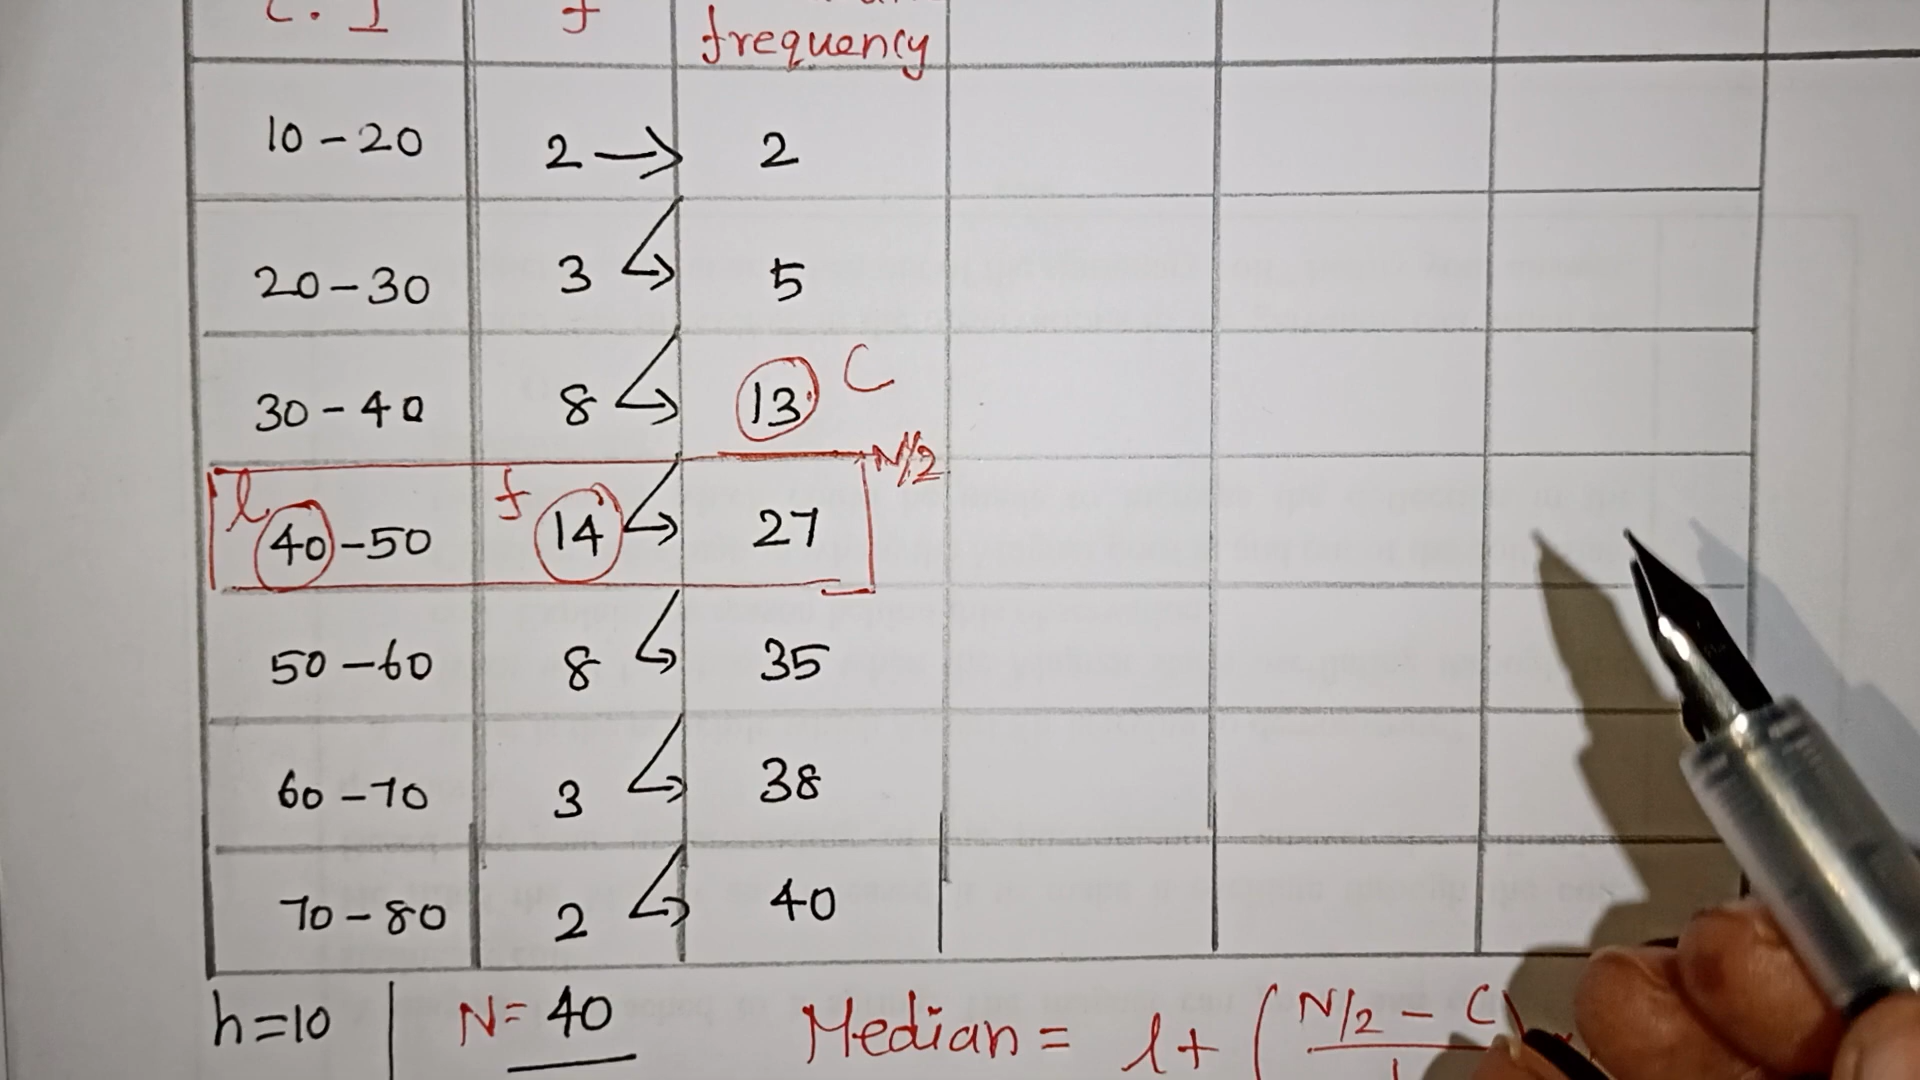 C. I f
frequency
10 - 20 2 → 2
20 - 30 3 5
30 - 40 8 13 C
N/2
l f
40 - 50 14 27
50 - 60 8 35
60 - 70 3 38
70 - 80 2 40
h = 10 | N = 40 Median = l + ( N/2 - C )